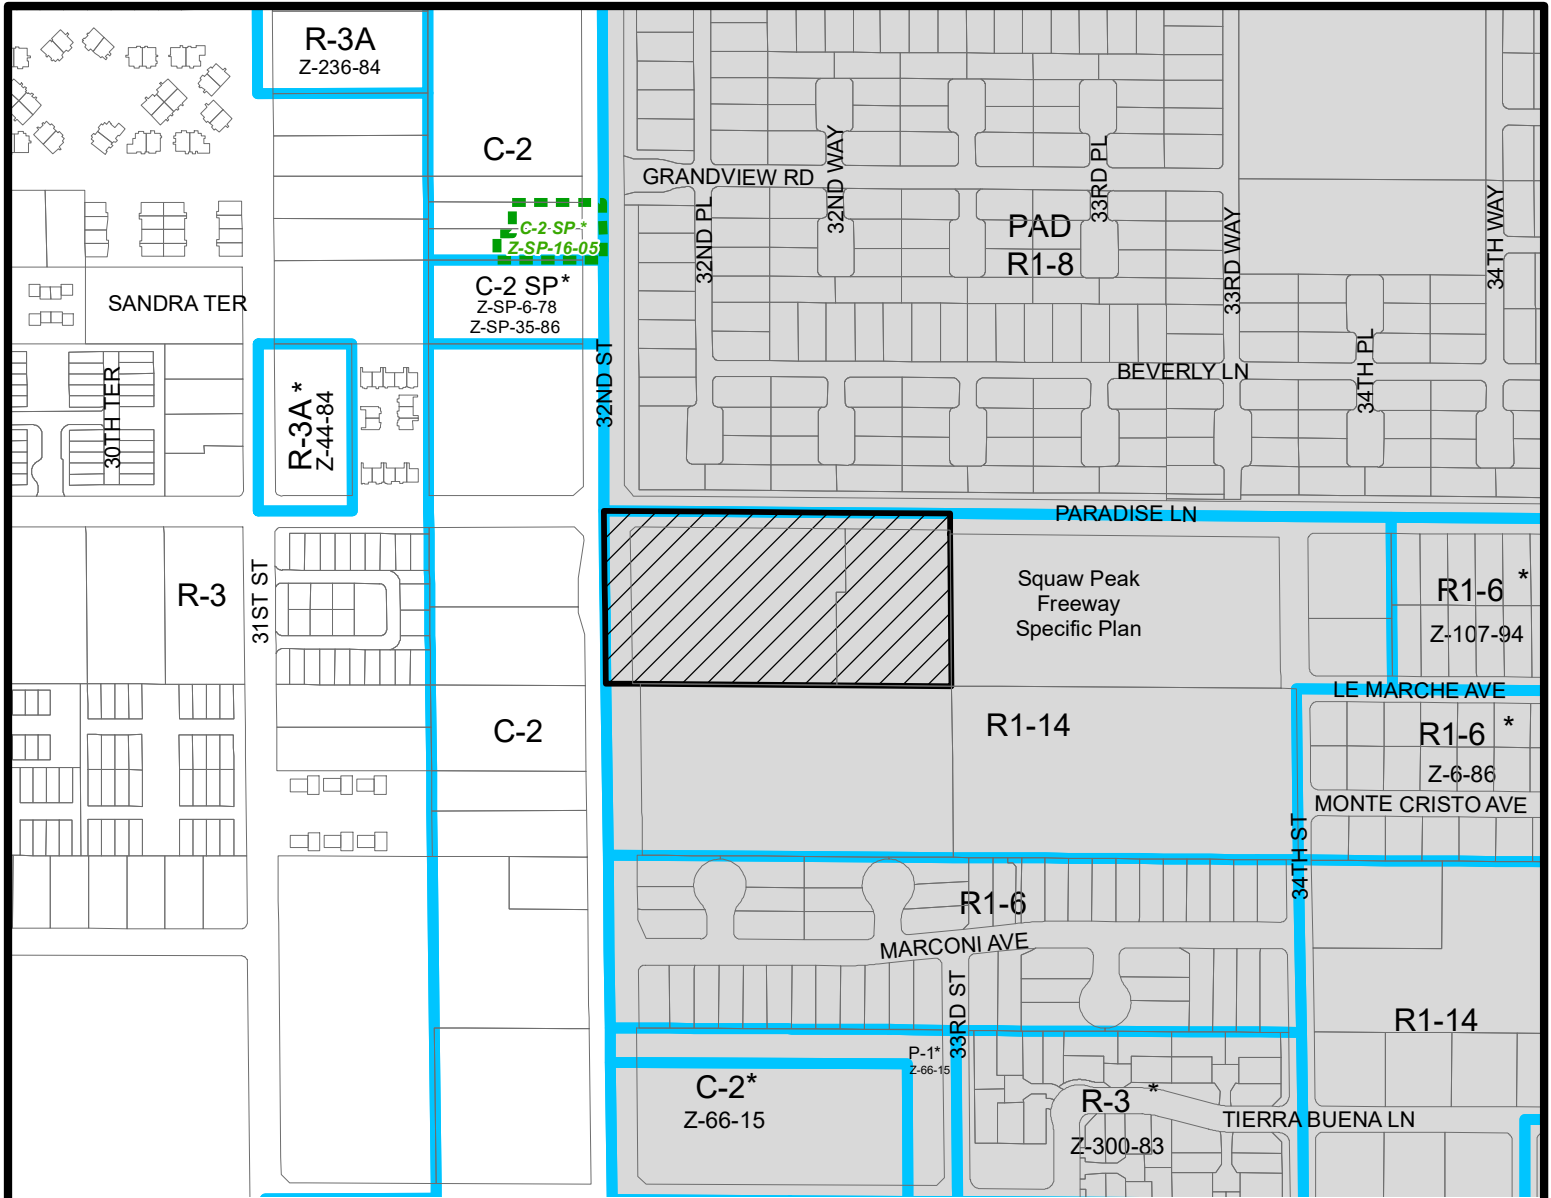 R-3A
Z-236-84
C-2
GRANDVIEW RD
32ND WAY
33RD PL
32ND PL
PAD
R1-8
33RD WAY
34TH WAY
C-2 SP *
Z-SP-16-05
C-2 SP*
Z-SP-6-78
Z-SP-35-86
SANDRA TER
32ND ST
BEVERLY LN
34TH PL
30TH TER
R-3A *
Z-44-84
PARADISE LN
R-3
31ST ST
Squaw Peak
Freeway
Specific Plan
R1-6 *
Z-107-94
LE MARCHE AVE
C-2
R1-14
R1-6 *
Z-6-86
MONTE CRISTO AVE
34TH ST
R1-6
MARCONI AVE
33RD ST
R1-14
P-1*
Z-66-15
C-2*
Z-66-15
R-3 *
Z-300-83
TIERRA BUENA LN